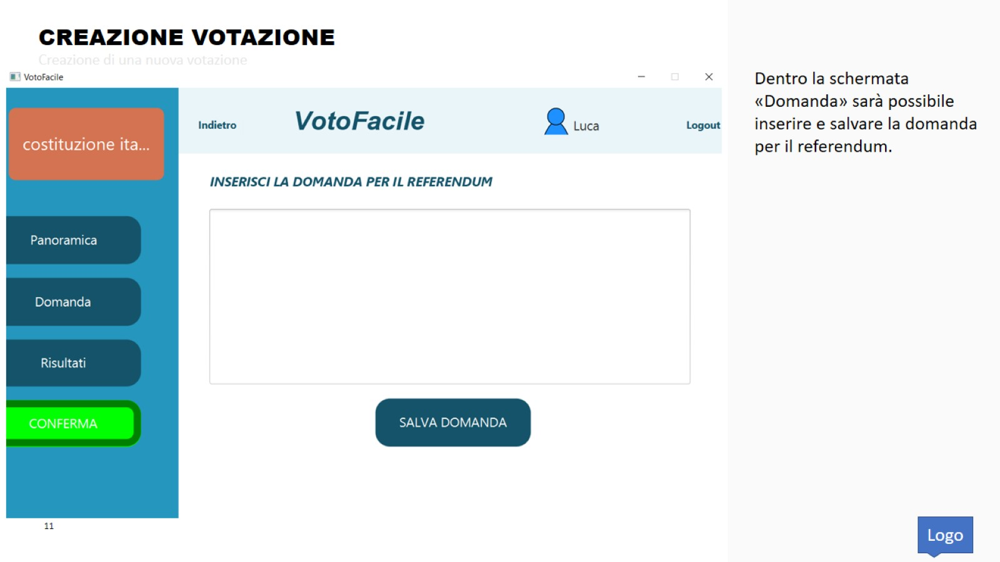 CREAZIONE VOTAZIONE
Creazione di una nuova votazione
VotoFacile
costituzione ita...
Indietro
VotoFacile
Luca
Logout
INSERISCI LA DOMANDA PER IL REFERENDUM
Panoramica
Domanda
Risultati
CONFERMA
SALVA DOMANDA
Dentro la schermata
«Domanda» sarà possibile
inserire e salvare la domanda
per il referendum.
11
Logo